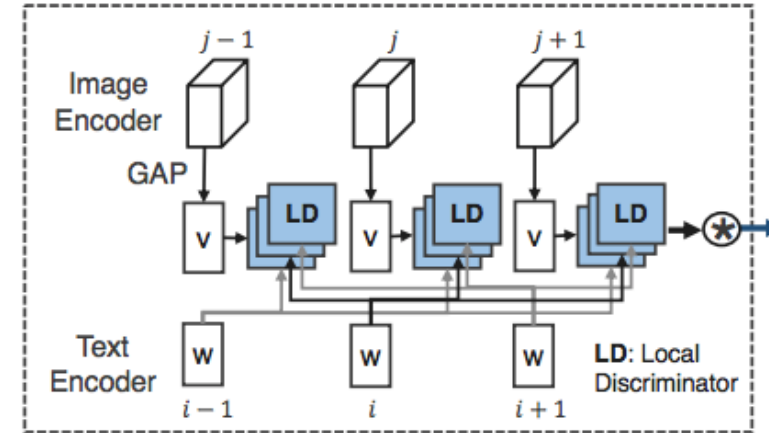 j − 1 j j + 1
Image
Encoder
GAP
LD LD LD
V V V
*
W W W
Text
Encoder
LD: Local
Discriminator
i − 1 i i + 1